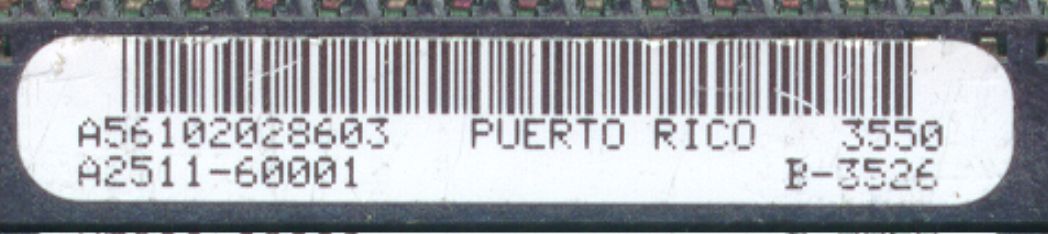 A56102028603 PUERTO RICO 3550
A2511-60001 B-3526